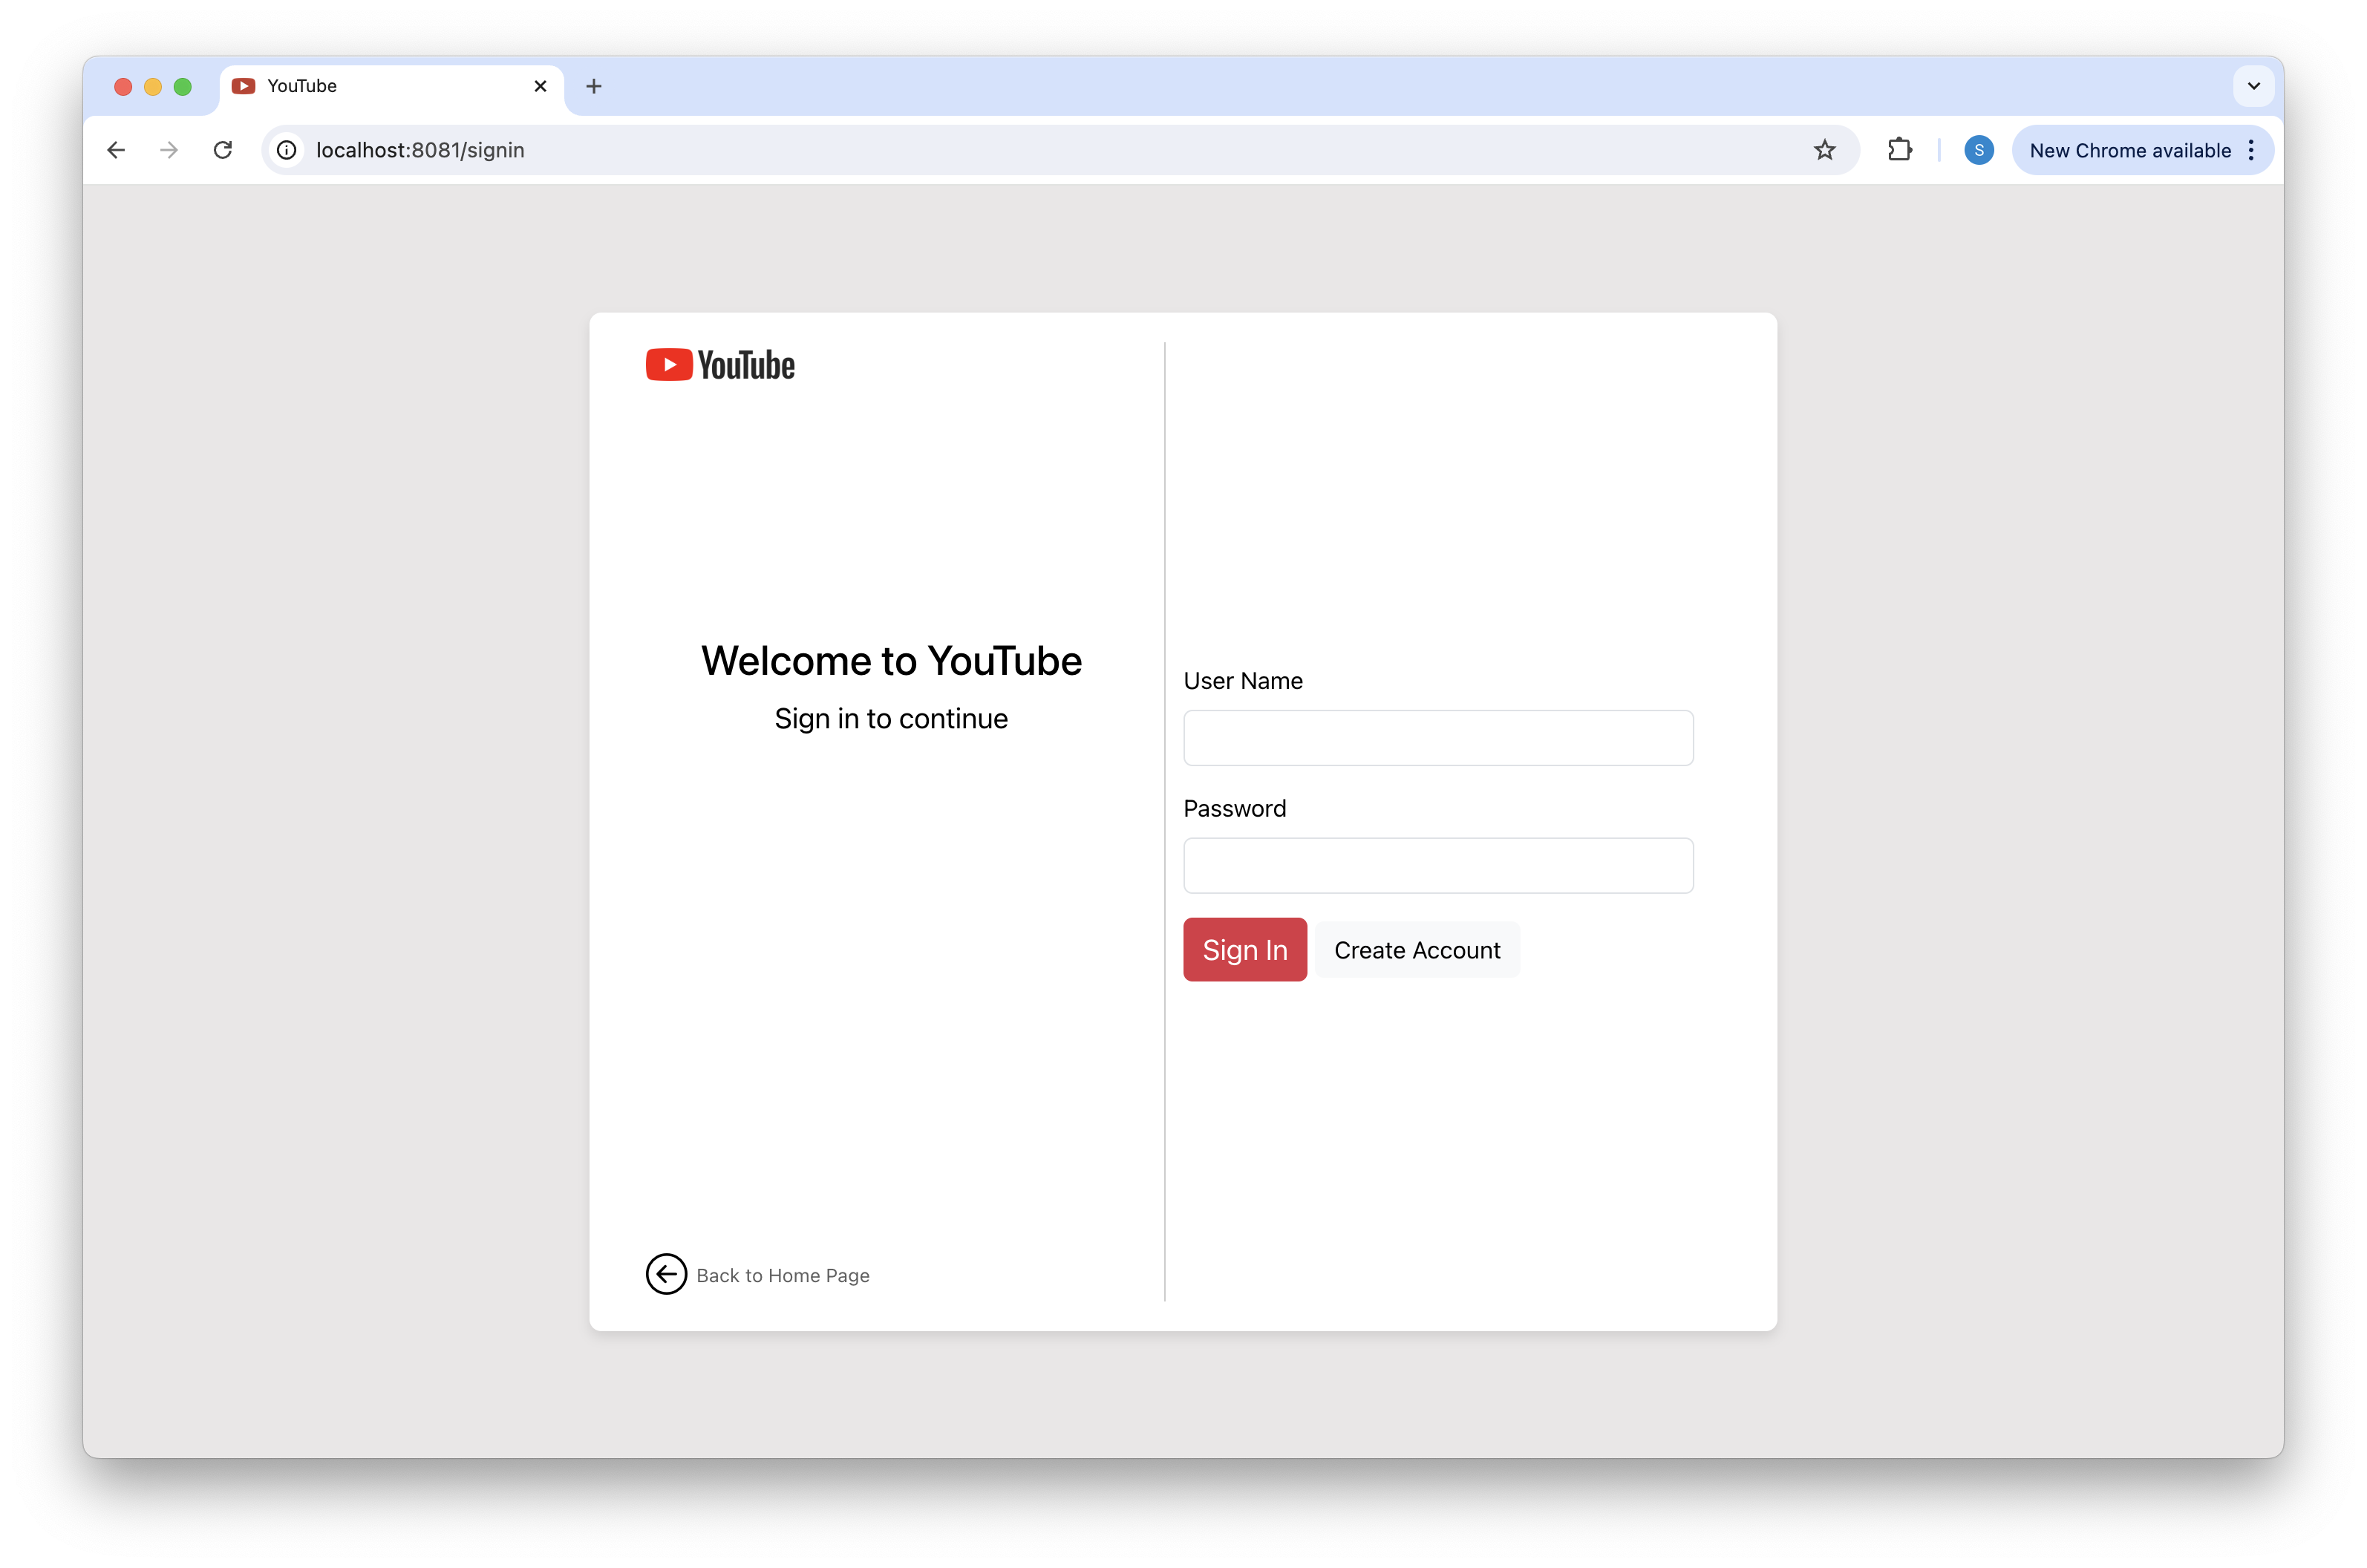 YouTube
localhost:8081/signin
S
New Chrome available
YouTube
Welcome to YouTube
Sign in to continue
User Name
Password
Sign In
Create Account
Back to Home Page